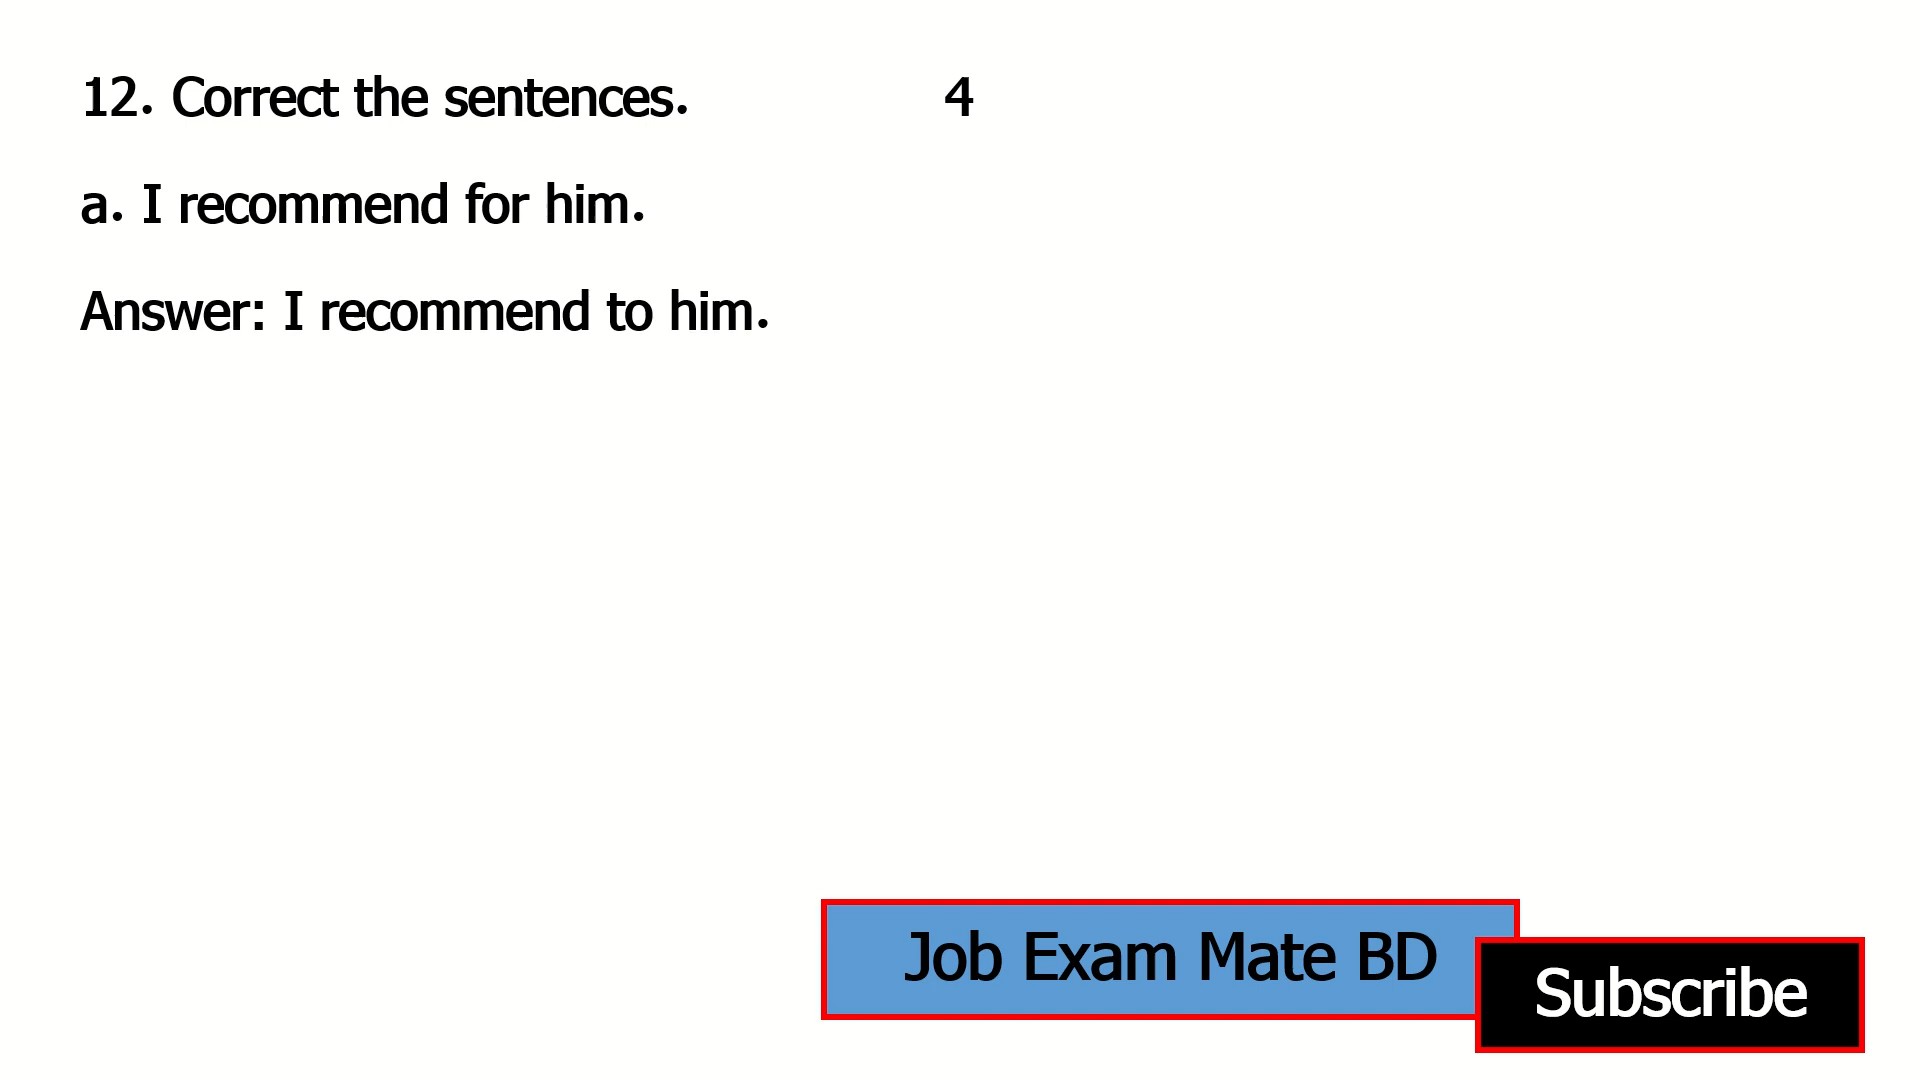 12. Correct the sentences. 4
a. I recommend for him.
Answer: I recommend to him.
Job Exam Mate BD
Subscribe